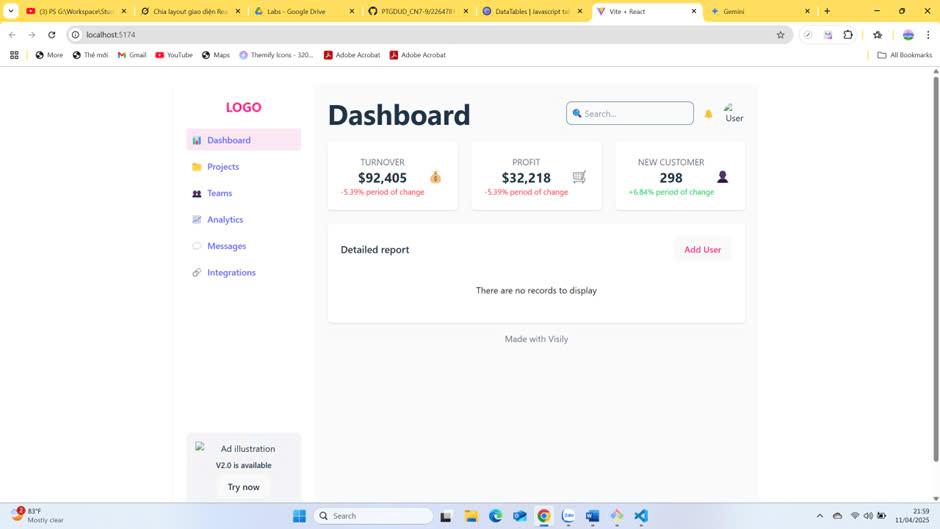 (3) PS G:\Workspace\Stud
Chia layout giao diện Rea
Labs - Google Drive
PTGDUD_CN7-9/2264781
DataTables | Javascript tab
Vite + React
Gemini
localhost:5174
More
Thẻ mới
Gmail
YouTube
Maps
Themify Icons - 320...
Adobe Acrobat
Adobe Acrobat
All Bookmarks
LOGO
Dashboard
Projects
Teams
Analytics
Messages
Integrations
Ad illustration
V2.0 is available
Try now
Dashboard
Search...
User
TURNOVER
$92,405
-5.39% period of change
PROFIT
$32,218
-5.39% period of change
NEW CUSTOMER
298
+6.84% period of change
Detailed report
Add User
There are no records to display
Made with Visily
2
83°F
Mostly clear
Search
21:59
11/04/2025